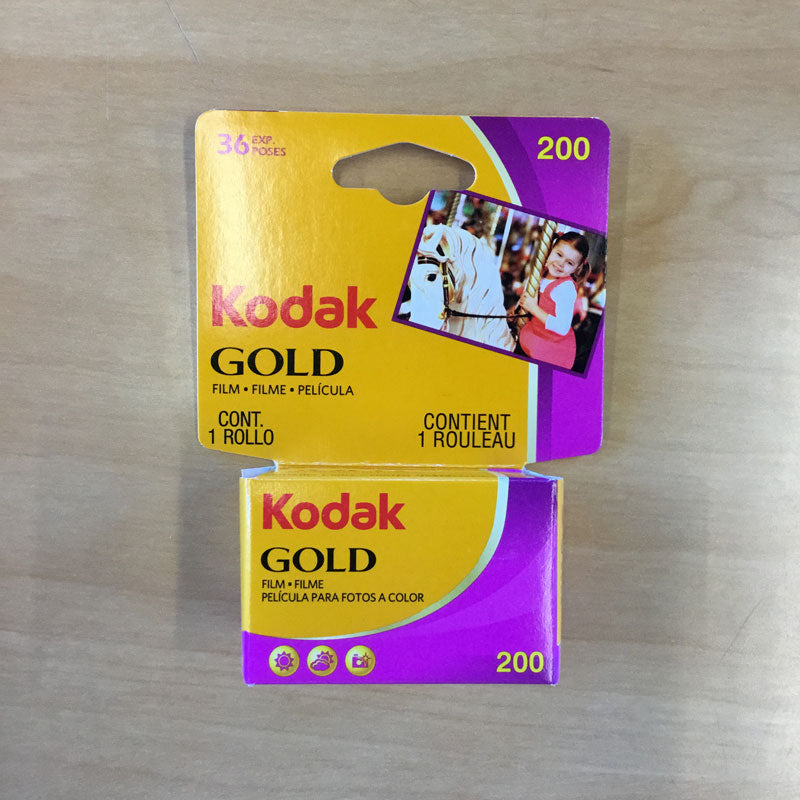 36 EXP. POSES
200
Kodak
GOLD
FILM • FILME • PELÍCULA
CONT. 1 ROLLO
CONTIENT 1 ROULEAU
Kodak
GOLD
FILM ▪ FILME
PELÍCULA PARA FOTOS A COLOR
200